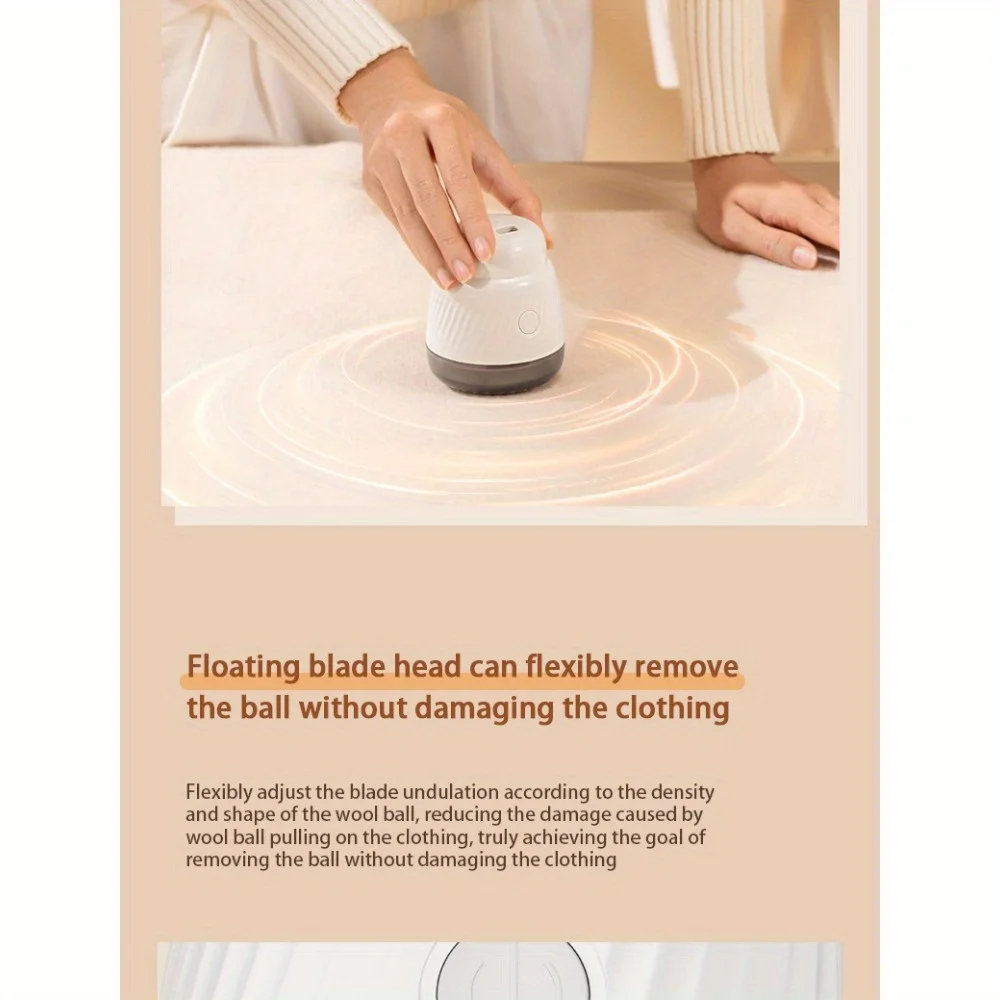 Floating blade head can flexibly remove
the ball without damaging the clothing
Flexibly adjust the blade undulation according to the density
and shape of the wool ball, reducing the damage caused by
wool ball pulling on the clothing, truly achieving the goal of
removing the ball without damaging the clothing